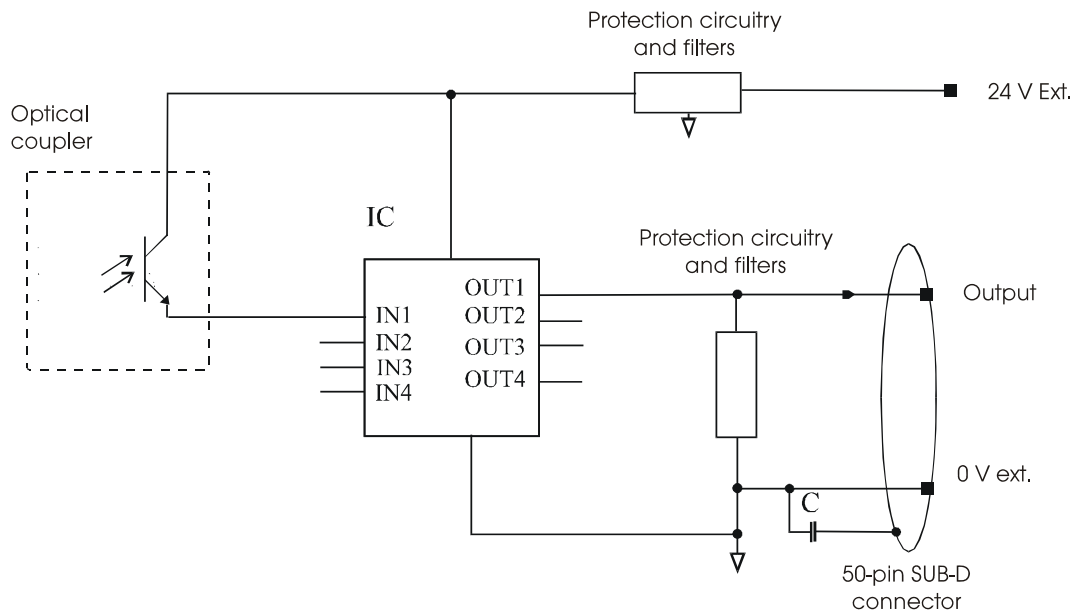 Protection circuitry
and filters
24 V Ext.
Optical
coupler
IC
Protection circuitry
and filters
OUT1
Output
IN1
OUT2
IN2
OUT3
IN3
OUT4
IN4
0 V ext.
C
50-pin SUB-D
connector